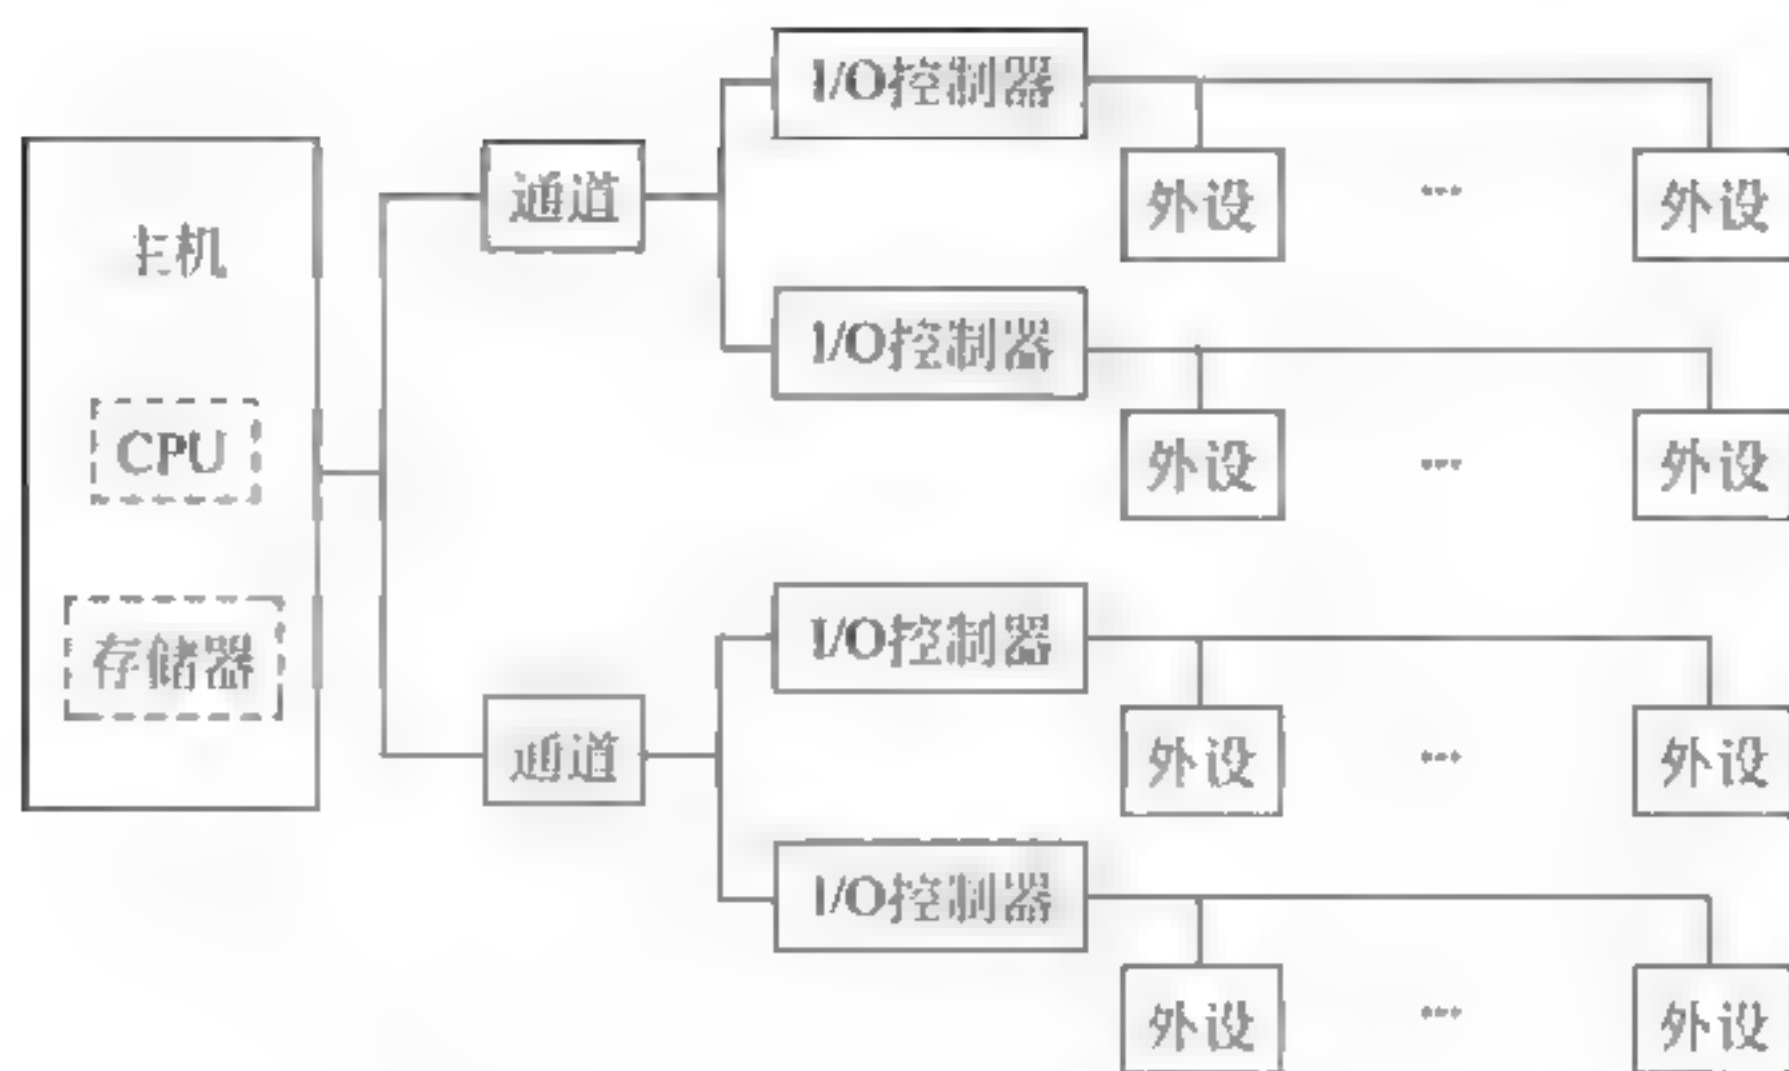 I/O控制器
通道
外设 ... 外设
主机
I/O控制器
CPU
外设 ... 外设
I/O控制器
存储器
通道
外设 ... 外设
I/O控制器
外设 ... 外设